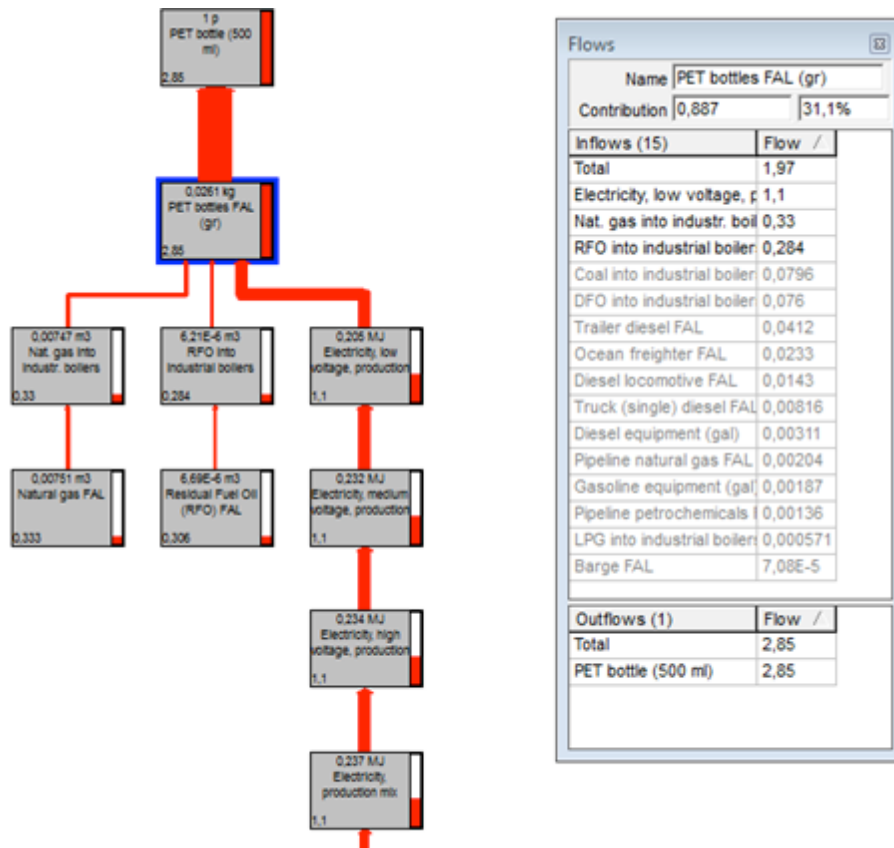 1 p
PET bottle (500
ml)
2,85
0,0261 kg
PET bottles FAL
(gr)
2,85
0,00747 m3
Nat. gas into
industr. boilers
0,33
6,21E-6 m3
RFO into
industrial boilers
0,284
0,205 MJ
Electricity, low
voltage, production
1,1
0,00751 m3
Natural gas FAL
0,333
6,69E-6 m3
Residual Fuel Oil
(RFO) FAL
0,306
0,232 MJ
Electricity, medium
voltage, production
1,1
0,234 MJ
Electricity, high
voltage, production
1,1
0,237 MJ
Electricity,
production mix
1,1
Flows
Name PET bottles FAL (gr)
Contribution 0,887 31,1%
Inflows (15) Flow /
Total 1,97
Electricity, low voltage, p 1,1
Nat. gas into industr. boil 0,33
RFO into industrial boiler 0,284
Coal into industrial boiler 0,0796
DFO into industrial boiler 0,076
Trailer diesel FAL 0,0412
Ocean freighter FAL 0,0233
Diesel locomotive FAL 0,0143
Truck (single) diesel FAL 0,00816
Diesel equipment (gal) 0,00311
Pipeline natural gas FAL 0,00204
Gasoline equipment (gal 0,00187
Pipeline petrochemicals 0,00136
LPG into industrial boiler 0,000571
Barge FAL 7,08E-5
Outflows (1) Flow /
Total 2,85
PET bottle (500 ml) 2,85